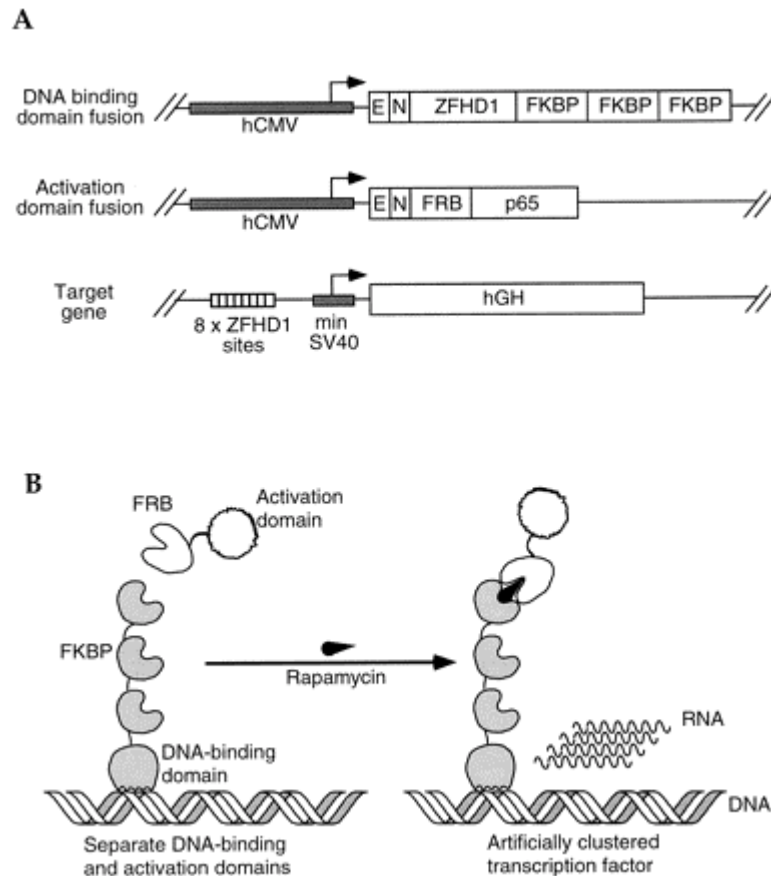 A
DNA binding
domain fusion
hCMV
E N ZFHD1 FKBP FKBP FKBP
Activation
domain fusion
hCMV
E N FRB p65
Target
gene
8 x ZFHD1
sites
min
SV40
hGH
B
FRB
Activation
domain
FKBP
Rapamycin
DNA-binding
domain
RNA
DNA
Separate DNA-binding
and activation domains
Artificially clustered
transcription factor